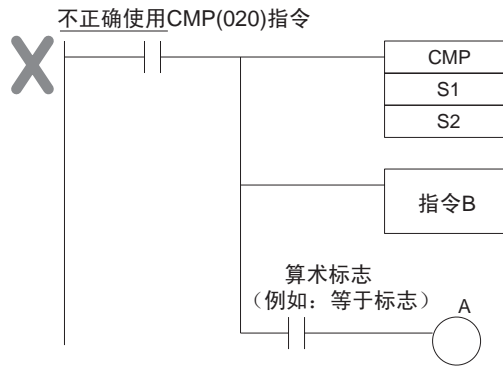 不正确使用CMP(020)指令
CMP
S1
S2
指令B
算术标志
（例如：等于标志）
A